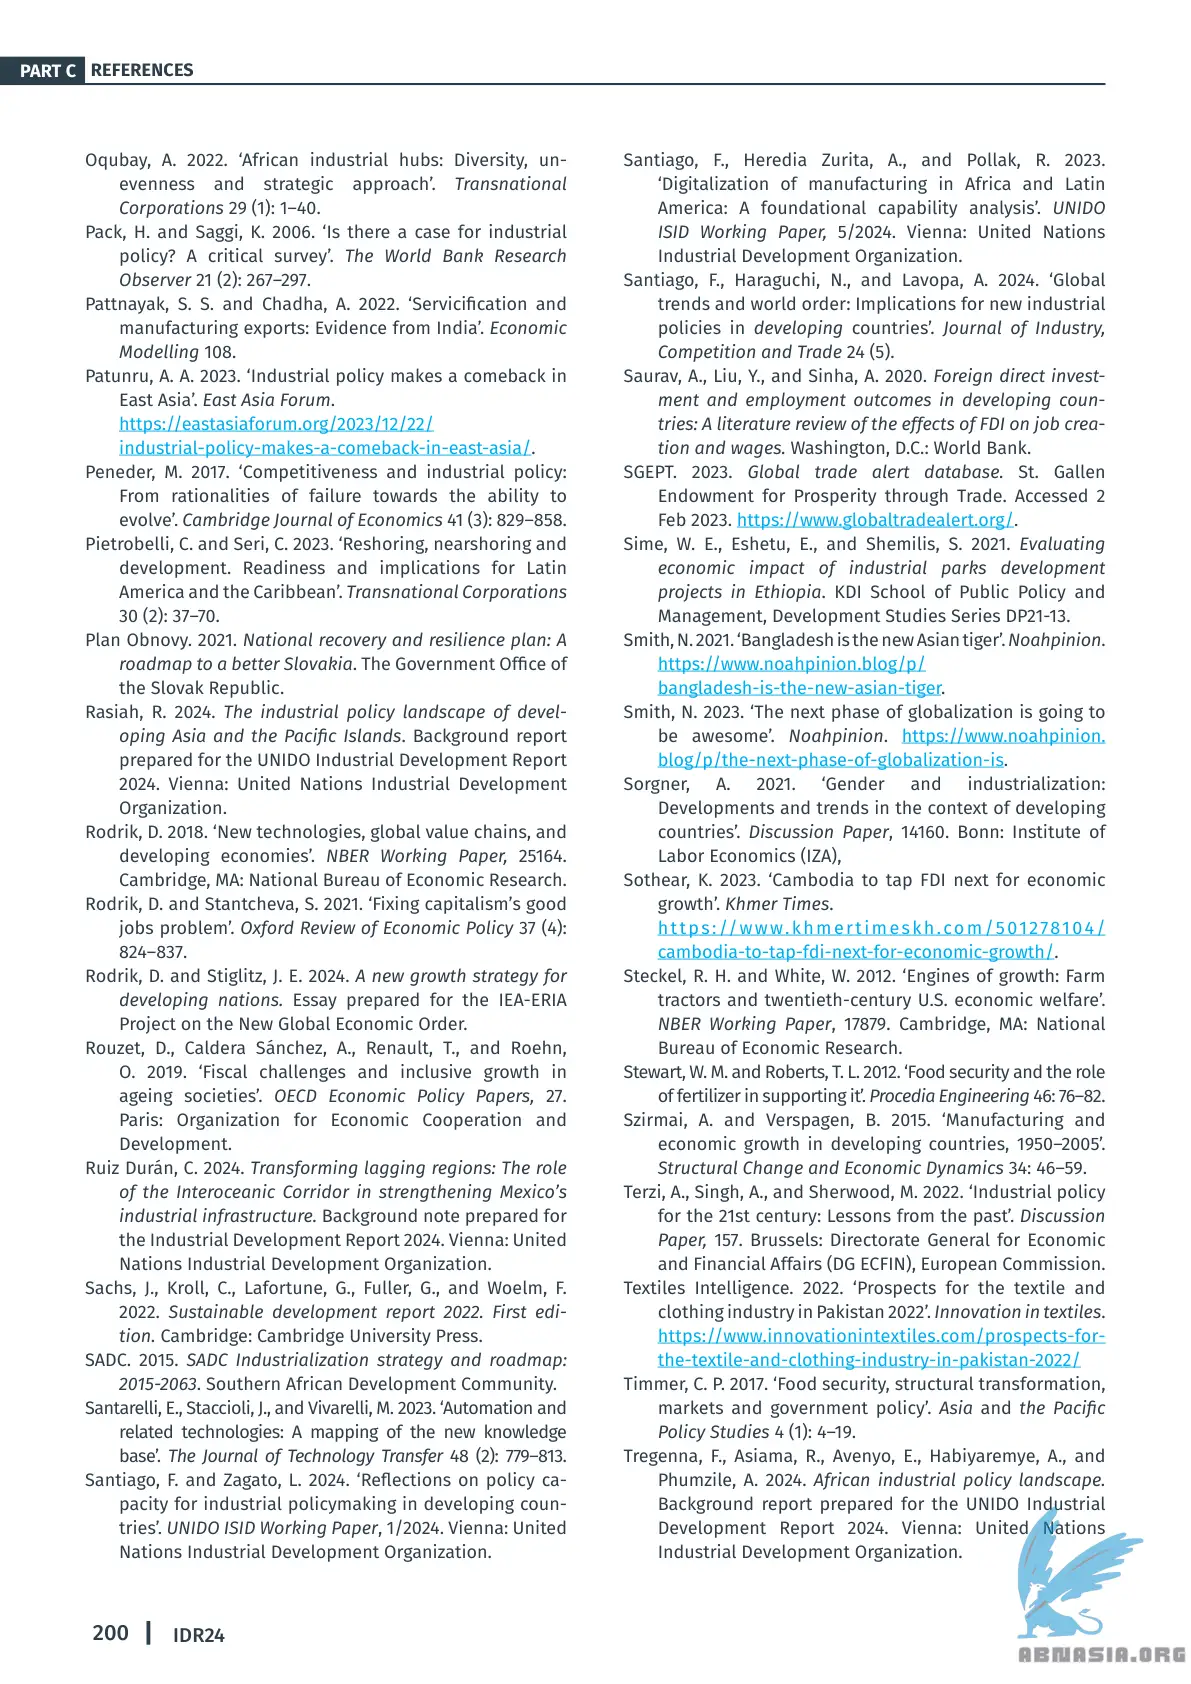 PART C REFERENCES
Oqubay, A. 2022. ‘African industrial hubs: Diversity, un-
evenness and strategic approach’. Transnational
Corporations 29 (1): 1–40.
Pack, H. and Saggi, K. 2006. ‘Is there a case for industrial
policy? A critical survey’. The World Bank Research
Observer 21 (2): 267–297.
Pattnayak, S. S. and Chadha, A. 2022. ‘Servicification and
manufacturing exports: Evidence from India’. Economic
Modelling 108.
Patunru, A. A. 2023. ‘Industrial policy makes a comeback in
East Asia’. East Asia Forum.
https://eastasiaforum.org/2023/12/22/
industrial-policy-makes-a-comeback-in-east-asia/.
Peneder, M. 2017. ‘Competitiveness and industrial policy:
From rationalities of failure towards the ability to
evolve’. Cambridge Journal of Economics 41 (3): 829–858.
Pietrobelli, C. and Seri, C. 2023. ‘Reshoring, nearshoring and
development. Readiness and implications for Latin
America and the Caribbean’. Transnational Corporations
30 (2): 37–70.
Plan Obnovy. 2021. National recovery and resilience plan: A
roadmap to a better Slovakia. The Government Office of
the Slovak Republic.
Rasiah, R. 2024. The industrial policy landscape of devel-
oping Asia and the Pacific Islands. Background report
prepared for the UNIDO Industrial Development Report
2024. Vienna: United Nations Industrial Development
Organization.
Rodrik, D. 2018. ‘New technologies, global value chains, and
developing economies’. NBER Working Paper, 25164.
Cambridge, MA: National Bureau of Economic Research.
Rodrik, D. and Stantcheva, S. 2021. ‘Fixing capitalism’s good
jobs problem’. Oxford Review of Economic Policy 37 (4):
824–837.
Rodrik, D. and Stiglitz, J. E. 2024. A new growth strategy for
developing nations. Essay prepared for the IEA-ERIA
Project on the New Global Economic Order.
Rouzet, D., Caldera Sánchez, A., Renault, T., and Roehn,
O. 2019. ‘Fiscal challenges and inclusive growth in
ageing societies’. OECD Economic Policy Papers, 27.
Paris: Organization for Economic Cooperation and
Development.
Ruiz Durán, C. 2024. Transforming lagging regions: The role
of the Interoceanic Corridor in strengthening Mexico’s
industrial infrastructure. Background note prepared for
the Industrial Development Report 2024. Vienna: United
Nations Industrial Development Organization.
Sachs, J., Kroll, C., Lafortune, G., Fuller, G., and Woelm, F.
2022. Sustainable development report 2022. First edi-
tion. Cambridge: Cambridge University Press.
SADC. 2015. SADC Industrialization strategy and roadmap:
2015-2063. Southern African Development Community.
Santarelli, E., Staccioli, J., and Vivarelli, M. 2023. ‘Automation and
related technologies: A mapping of the new knowledge
base’. The Journal of Technology Transfer 48 (2): 779–813.
Santiago, F. and Zagato, L. 2024. ‘Reflections on policy ca-
pacity for industrial policymaking in developing coun-
tries’. UNIDO ISID Working Paper, 1/2024. Vienna: United
Nations Industrial Development Organization.
Santiago, F., Heredia Zurita, A., and Pollak, R. 2023.
‘Digitalization of manufacturing in Africa and Latin
America: A foundational capability analysis’. UNIDO
ISID Working Paper, 5/2024. Vienna: United Nations
Industrial Development Organization.
Santiago, F., Haraguchi, N., and Lavopa, A. 2024. ‘Global
trends and world order: Implications for new industrial
policies in developing countries’. Journal of Industry,
Competition and Trade 24 (5).
Saurav, A., Liu, Y., and Sinha, A. 2020. Foreign direct invest-
ment and employment outcomes in developing coun-
tries: A literature review of the effects of FDI on job crea-
tion and wages. Washington, D.C.: World Bank.
SGEPT. 2023. Global trade alert database. St. Gallen
Endowment for Prosperity through Trade. Accessed 2
Feb 2023. https://www.globaltradealert.org/.
Sime, W. E., Eshetu, E., and Shemilis, S. 2021. Evaluating
economic impact of industrial parks development
projects in Ethiopia. KDI School of Public Policy and
Management, Development Studies Series DP21-13.
Smith, N. 2021. ‘Bangladesh is the new Asian tiger’. Noahpinion.
https://www.noahpinion.blog/p/
bangladesh-is-the-new-asian-tiger.
Smith, N. 2023. ‘The next phase of globalization is going to
be awesome’. Noahpinion. https://www.noahpinion.
blog/p/the-next-phase-of-globalization-is.
Sorgner, A. 2021. ‘Gender and industrialization:
Developments and trends in the context of developing
countries’. Discussion Paper, 14160. Bonn: Institute of
Labor Economics (IZA),
Sothear, K. 2023. ‘Cambodia to tap FDI next for economic
growth’. Khmer Times.
https://www.khmertimeskh.com/501278104/
cambodia-to-tap-fdi-next-for-economic-growth/.
Steckel, R. H. and White, W. 2012. ‘Engines of growth: Farm
tractors and twentieth-century U.S. economic welfare’.
NBER Working Paper, 17879. Cambridge, MA: National
Bureau of Economic Research.
Stewart, W. M. and Roberts, T. L. 2012. ‘Food security and the role
of fertilizer in supporting it’. Procedia Engineering 46: 76–82.
Szirmai, A. and Verspagen, B. 2015. ‘Manufacturing and
economic growth in developing countries, 1950–2005’.
Structural Change and Economic Dynamics 34: 46–59.
Terzi, A., Singh, A., and Sherwood, M. 2022. ‘Industrial policy
for the 21st century: Lessons from the past’. Discussion
Paper, 157. Brussels: Directorate General for Economic
and Financial Affairs (DG ECFIN), European Commission.
Textiles Intelligence. 2022. ‘Prospects for the textile and
clothing industry in Pakistan 2022’. Innovation in textiles.
https://www.innovationintextiles.com/prospects-for-
the-textile-and-clothing-industry-in-pakistan-2022/
Timmer, C. P. 2017. ‘Food security, structural transformation,
markets and government policy’. Asia and the Pacific
Policy Studies 4 (1): 4–19.
Tregenna, F., Asiama, R., Avenyo, E., Habiyaremye, A., and
Phumzile, A. 2024. African industrial policy landscape.
Background report prepared for the UNIDO Industrial
Development Report 2024. Vienna: United Nations
Industrial Development Organization.
200 IDR24
ABNASIA.ORG